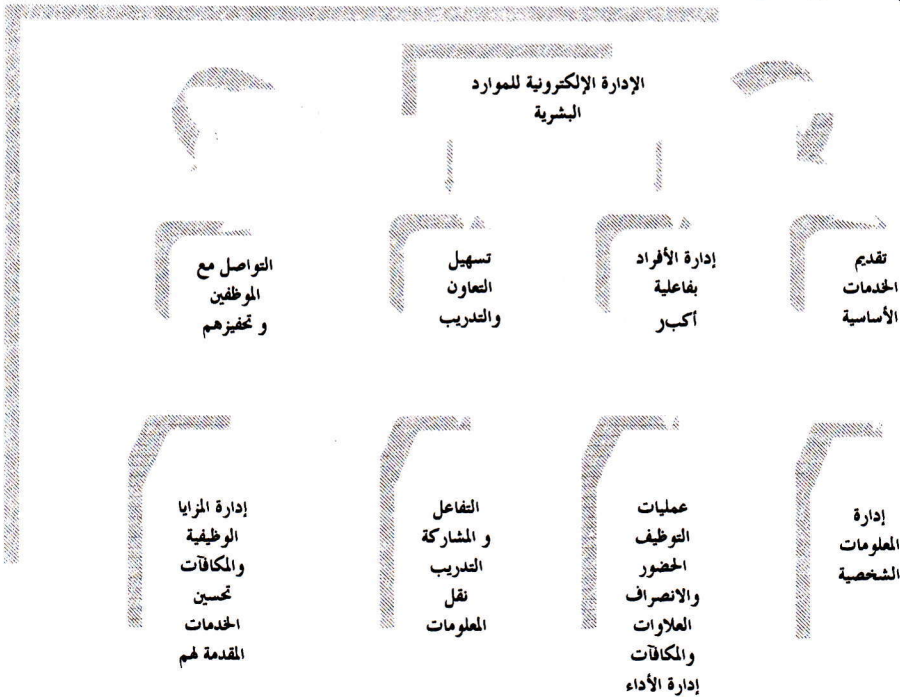 الإدارة الإلكترونية للموارد
البشرية
تقديم
الخدمات
الأساسية
إدارة الأفراد
بفاعلية
أكبر
تسهيل
التعاون
والتدريب
التواصل مع
الموظفين
و تحفيزهم
إدارة
المعلومات
الشخصية
عمليات
التوظيف
الحضور
والانصراف
العلاوات
والمكافآت
إدارة الأداء
التفاعل
و المشاركة
التدريب
نقل
المعلومات
إدارة المزايا
الوظيفية
والمكافآت
تحسين
الخدمات
المقدمة لهم